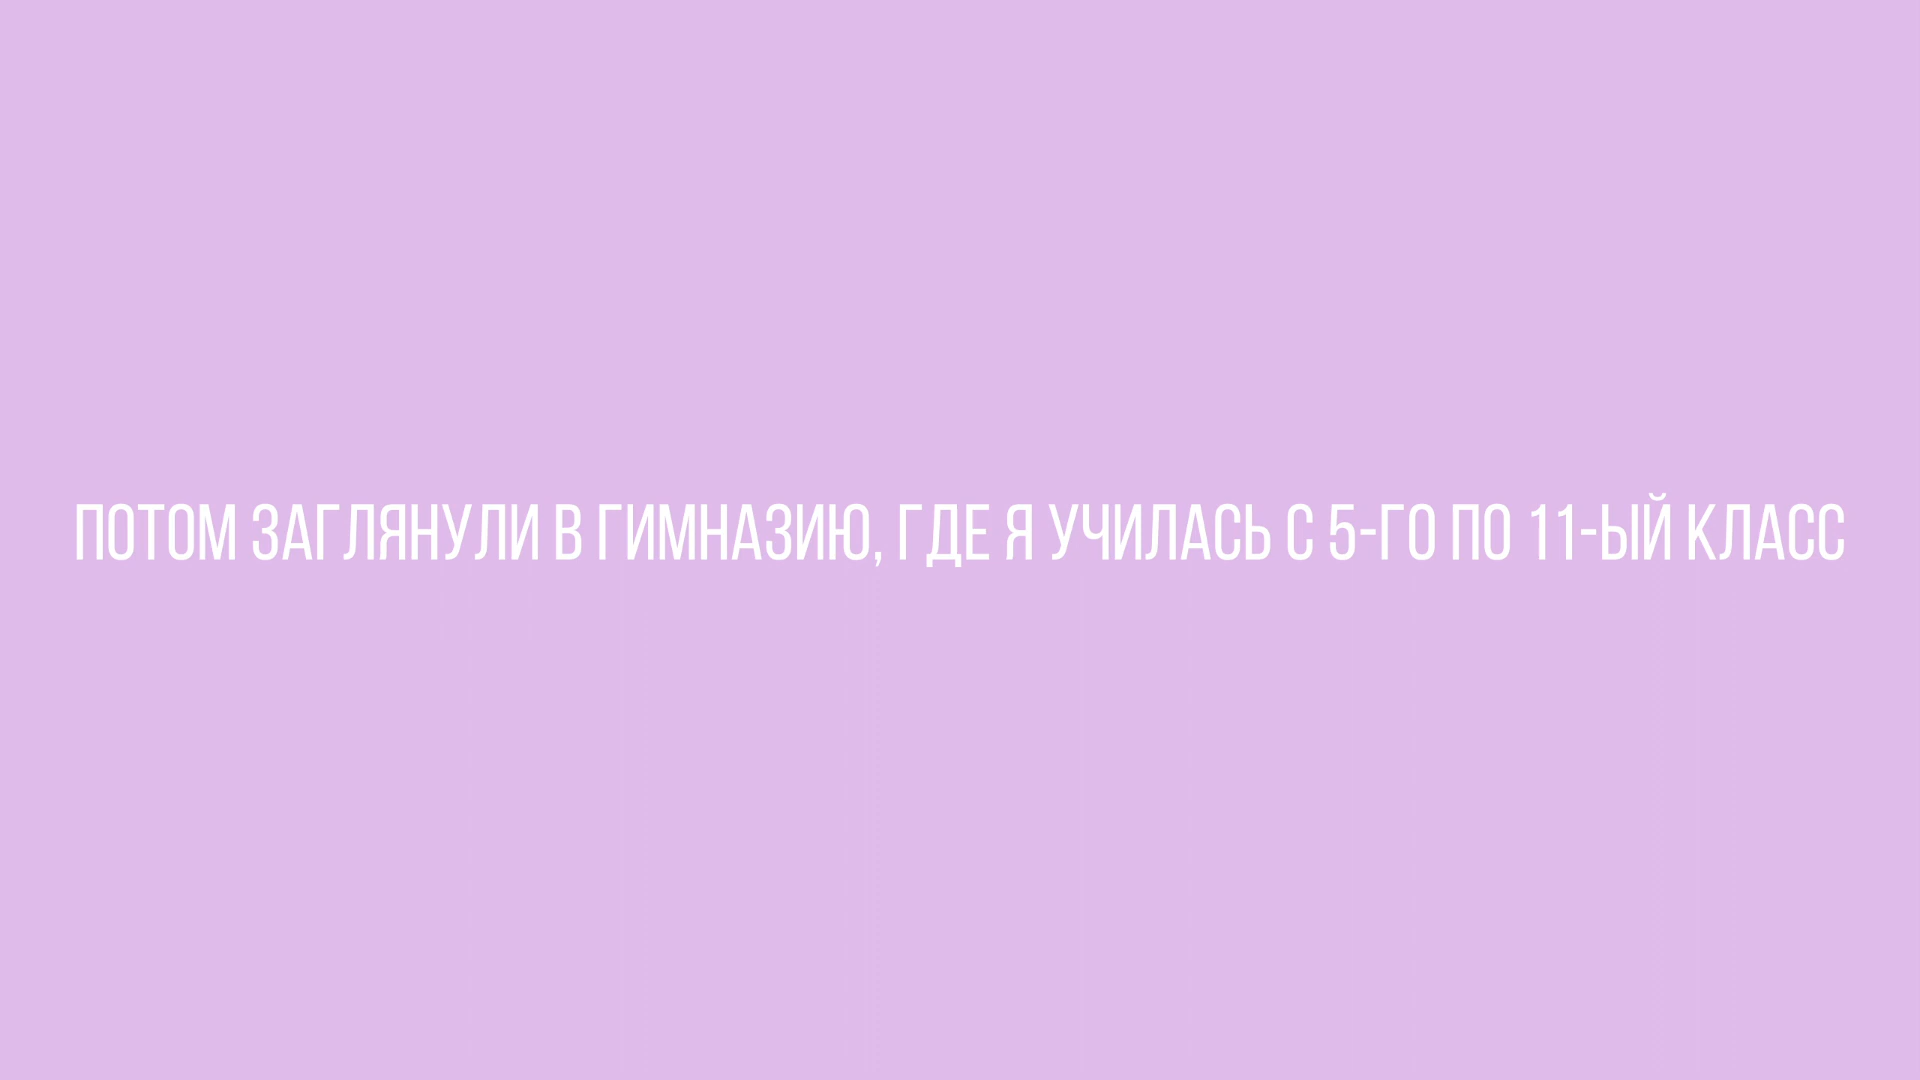 ПОТОМ ЗАГЛЯНУЛИ В ГИМНАЗИЮ, ГДЕ Я УЧИЛАСЬ С 5-ГО ПО 11-ЫЙ КЛАСС